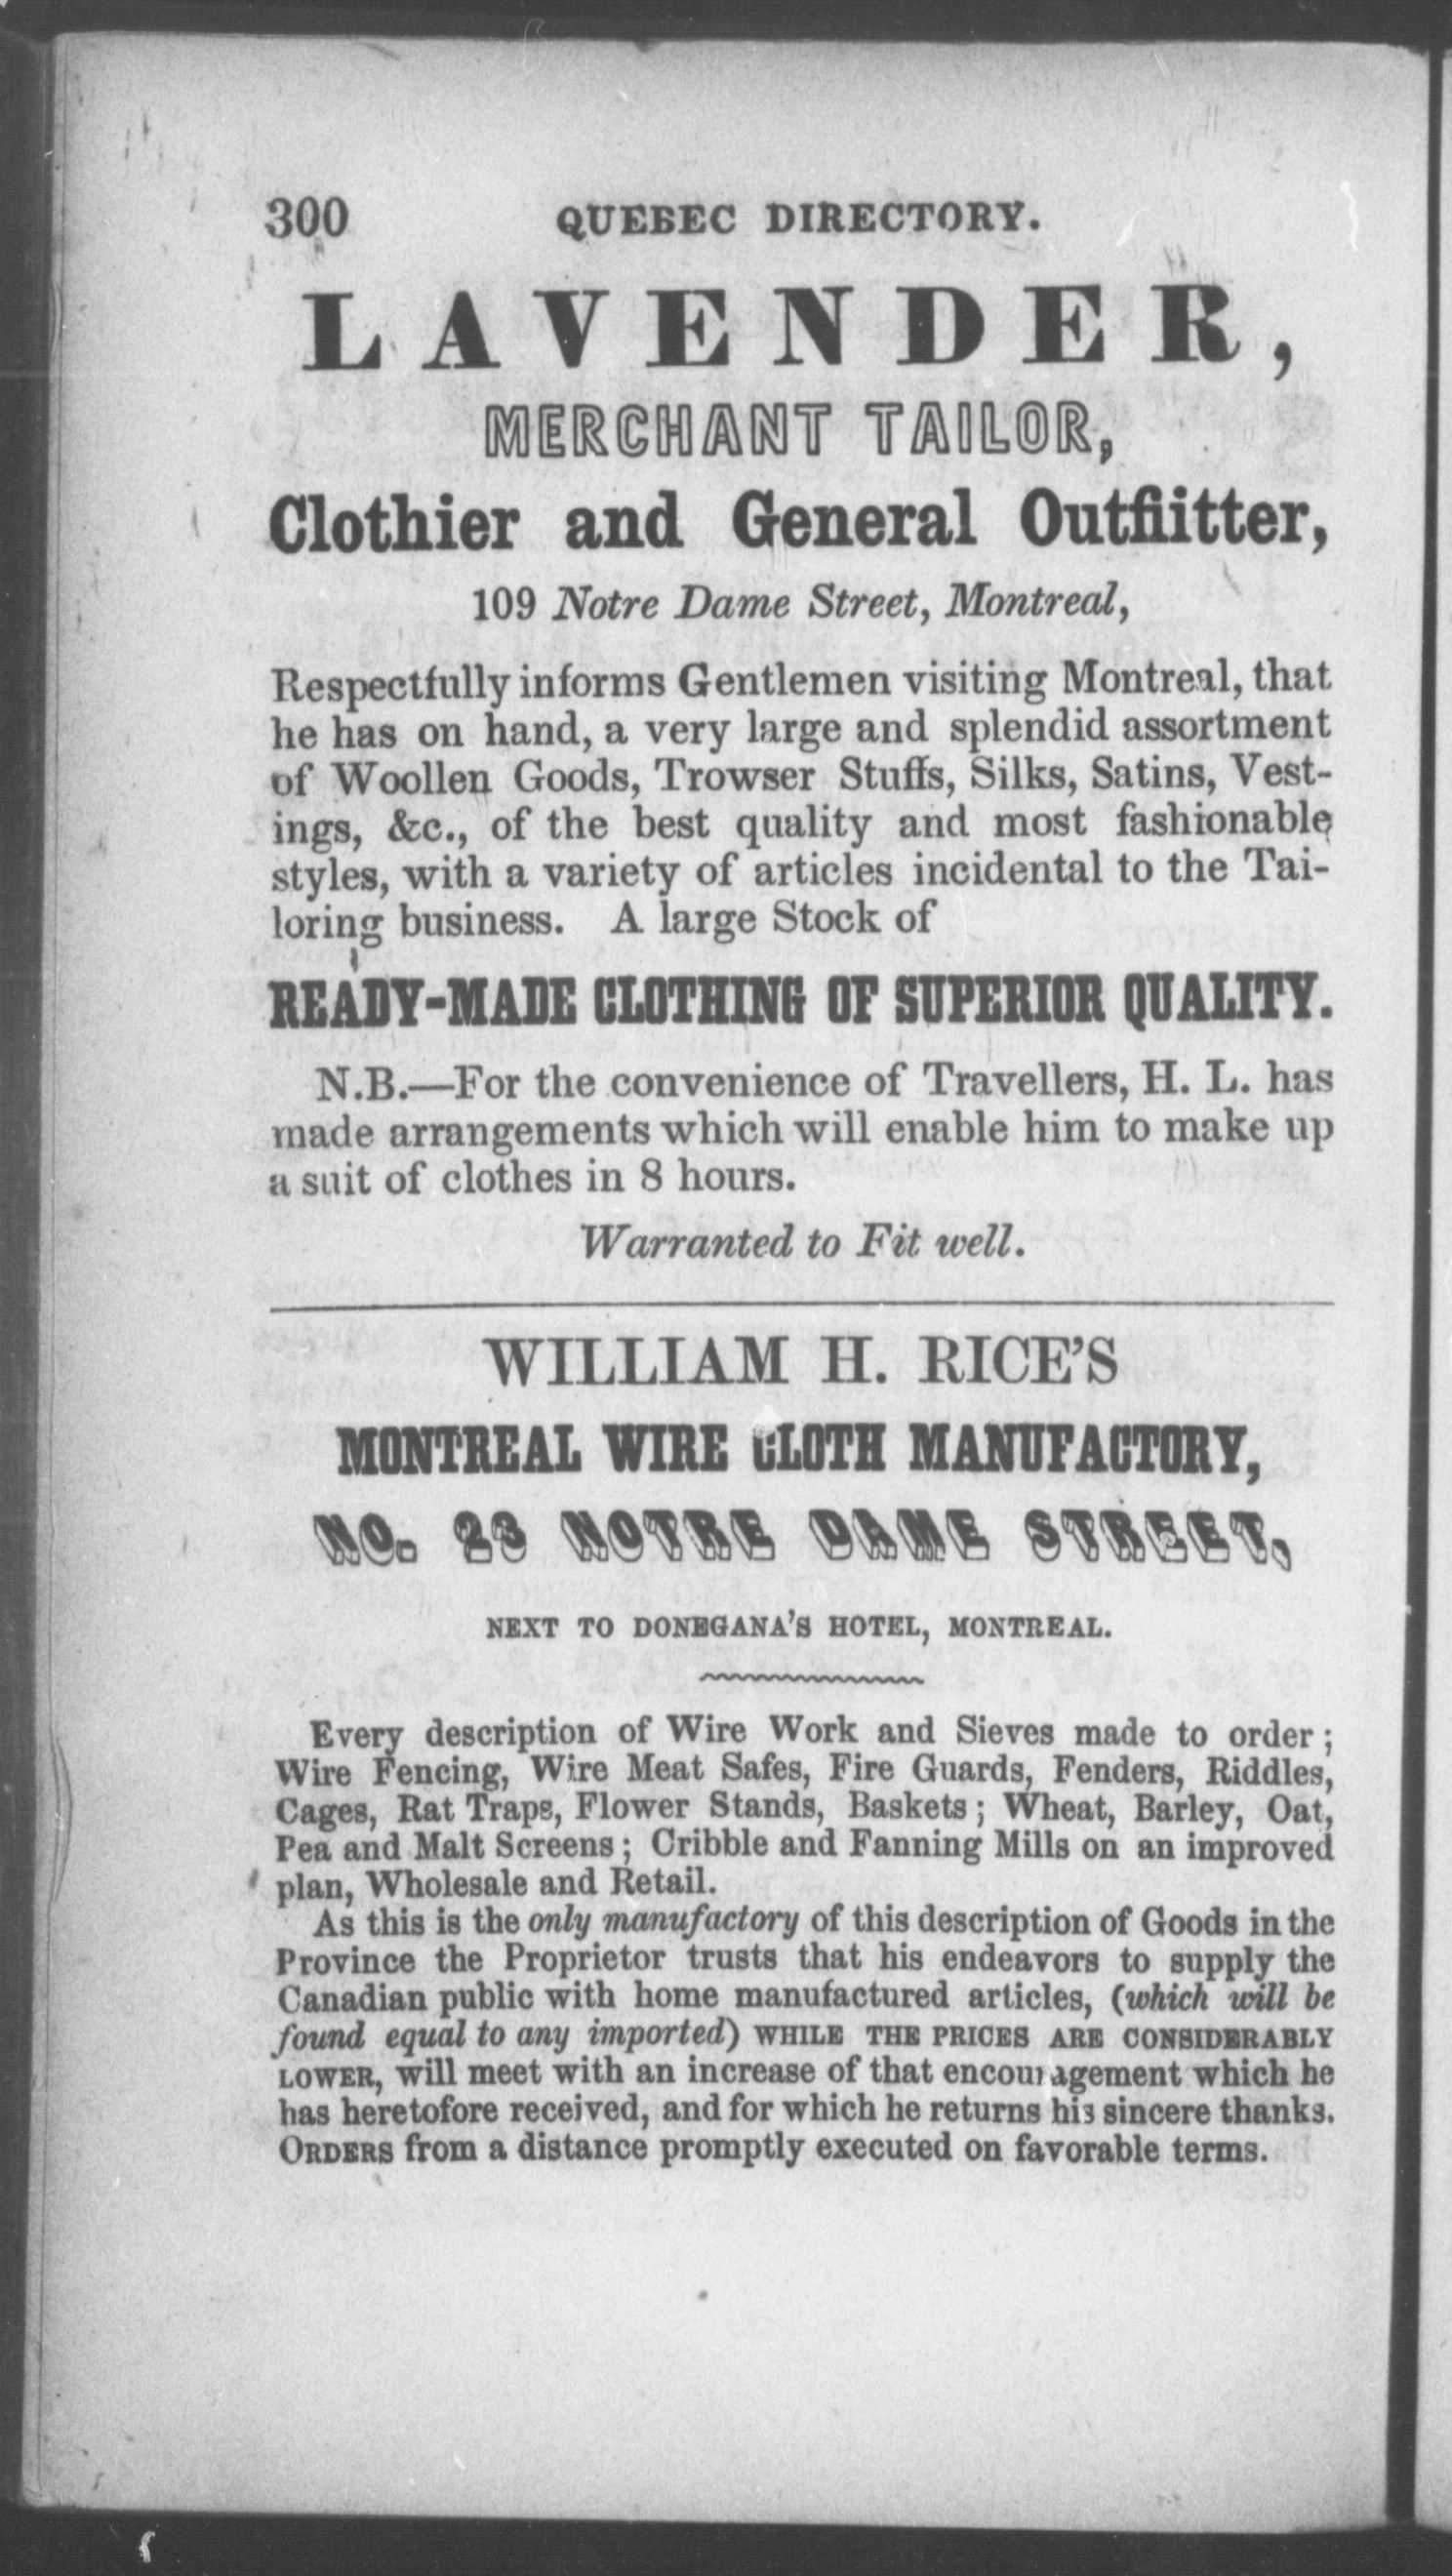 300 QUEBEC DIRECTORY.
LAVENDER,
MERCHANT TAILOR,
Clothier and General Outfiitter,
109 Notre Dame Street, Montreal,
Respectfully informs Gentlemen visiting Montreal, that
he has on hand, a very large and splendid assortment
of Woollen Goods, Trowser Stuffs, Silks, Satins, Vest-
ings, &c., of the best quality and most fashionable
styles, with a variety of articles incidental to the Tai-
loring business. A large Stock of
READY-MADE CLOTHING OF SUPERIOR QUALITY.
N.B.—For the convenience of Travellers, H. L. has
made arrangements which will enable him to make up
a suit of clothes in 8 hours.
Warranted to Fit well.
WILLIAM H. RICE'S
MONTREAL WIRE CLOTH MANUFACTORY,
NO. 23 NOTRE DAME STREET,
NEXT TO DONEGANA'S HOTEL, MONTREAL.
Every description of Wire Work and Sieves made to order;
Wire Fencing, Wire Meat Safes, Fire Guards, Fenders, Riddles,
Cages, Rat Traps, Flower Stands, Baskets; Wheat, Barley, Oat,
Pea and Malt Screens; Cribble and Fanning Mills on an improved
plan, Wholesale and Retail.
As this is the only manufactory of this description of Goods in the
Province the Proprietor trusts that his endeavors to supply the
Canadian public with home manufactured articles, (which will be
found equal to any imported) WHILE THE PRICES ARE CONSIDERABLY
LOWER, will meet with an increase of that encouragement which he
has heretofore received, and for which he returns his sincere thanks.
ORDERS from a distance promptly executed on favorable terms.